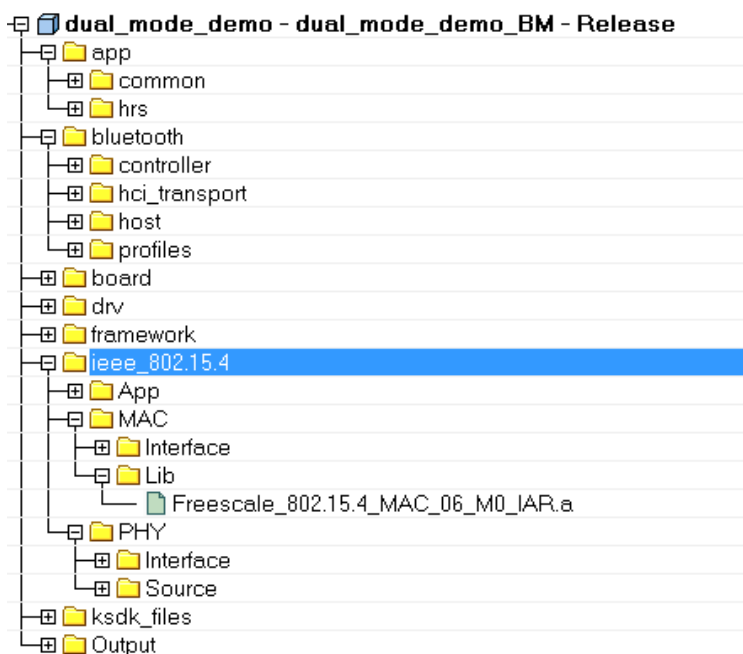 dual_mode_demo - dual_mode_demo_BM - Release
app
common
hrs
bluetooth
controller
hci_transport
host
profiles
board
drv
framework
ieee_802.15.4
App
MAC
Interface
Lib
Freescale_802.15.4_MAC_06_M0_IAR.a
PHY
Interface
Source
ksdk_files
Output